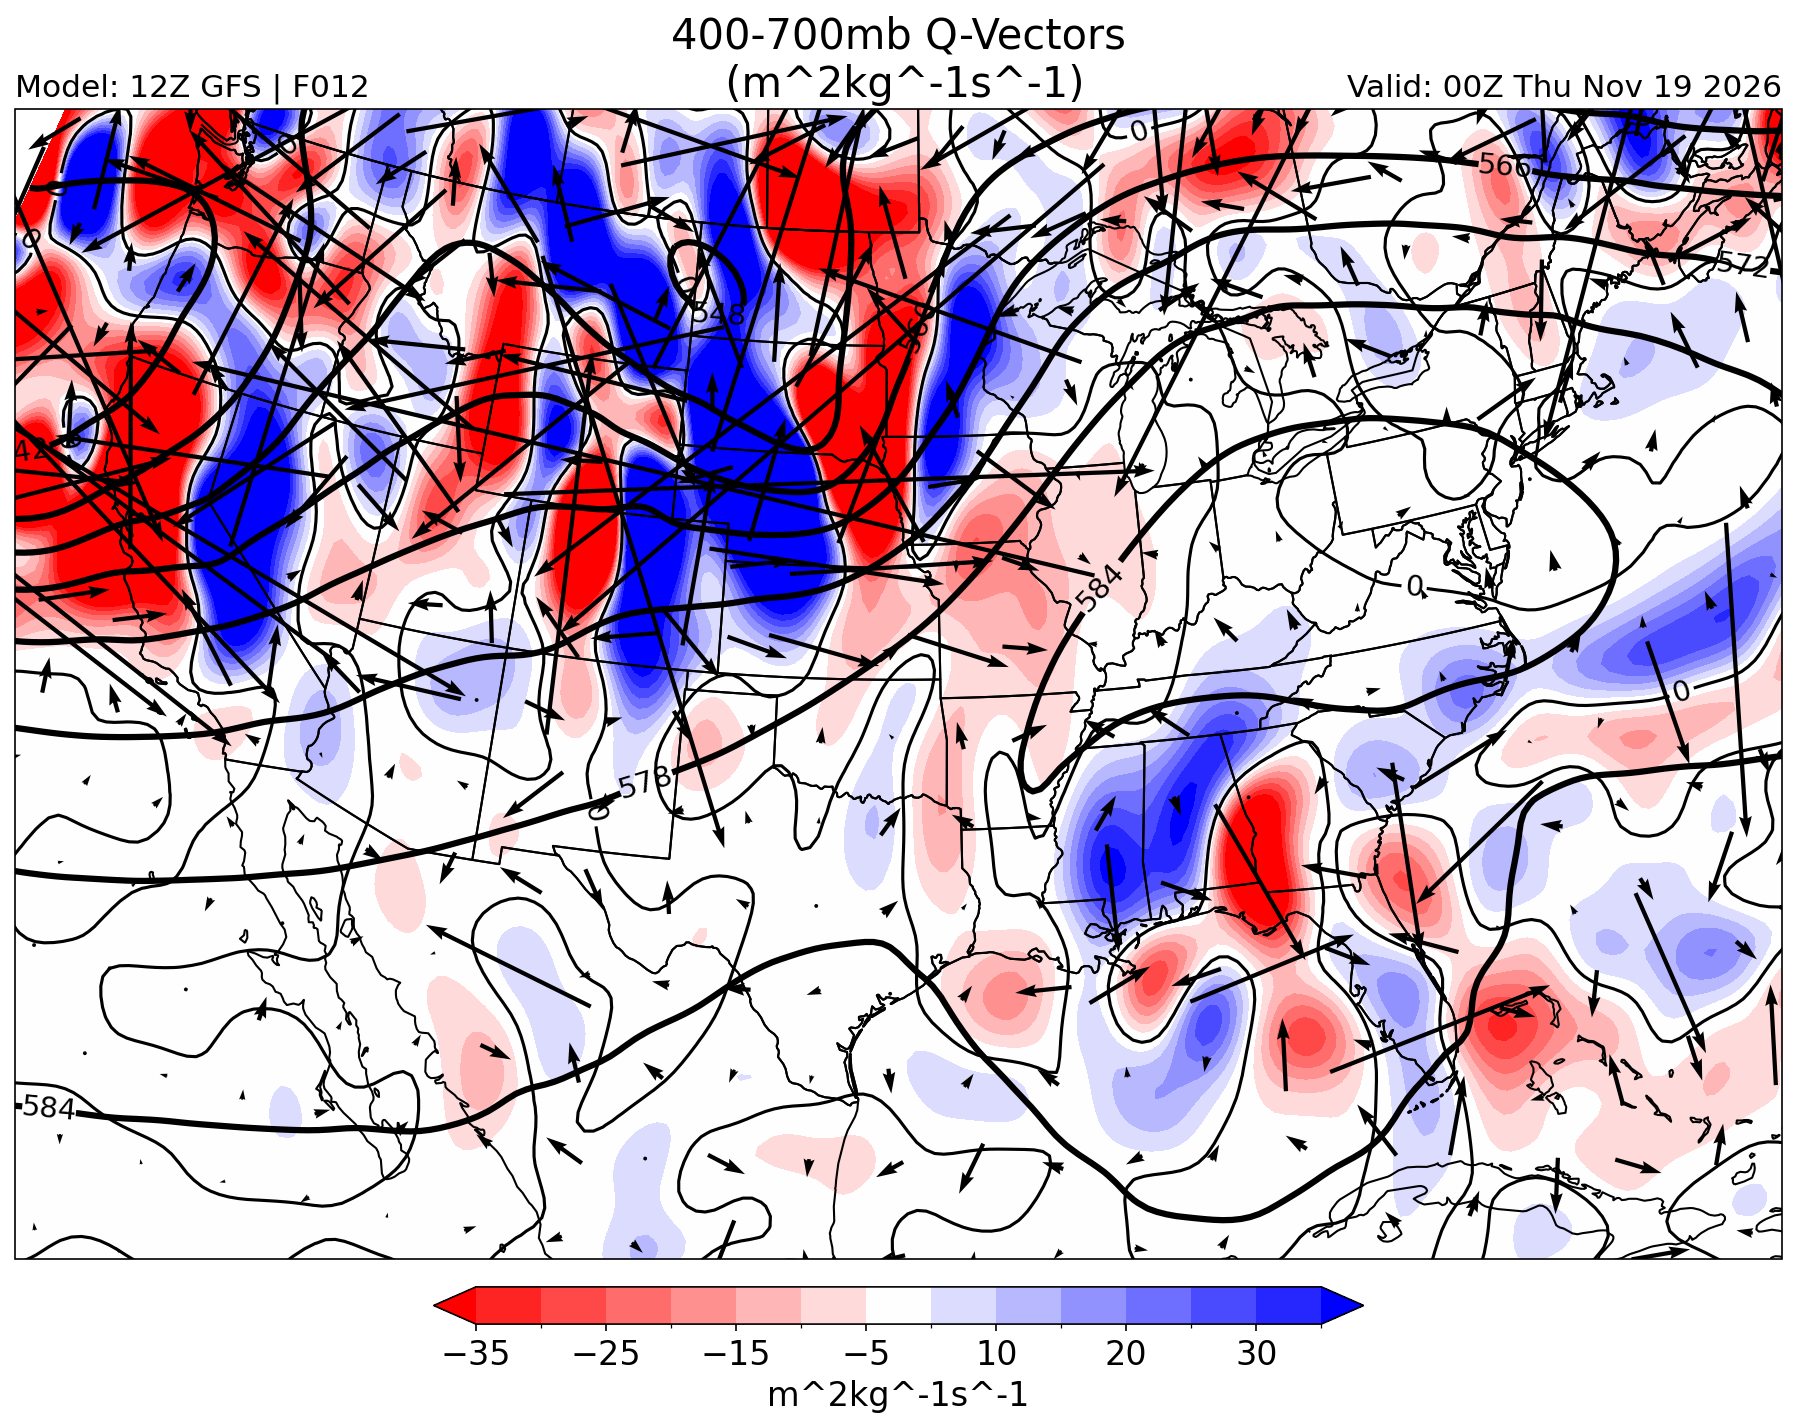 400-700mb Q-Vectors
(m^2kg^-1s^-1)
Model: 12Z GFS | F012
Valid: 00Z Thu Nov 19 2026
0
566
572
548
0
584
0
578
0
584
−35 −25 −15 −5 10 20 30
m^2kg^-1s^-1